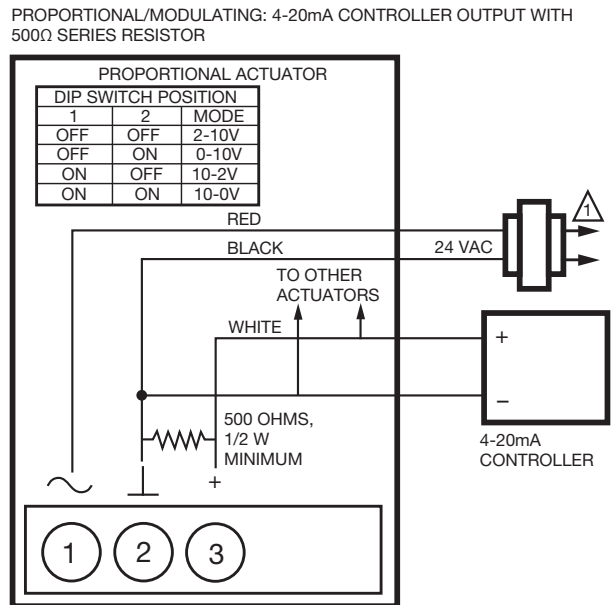 PROPORTIONAL/MODULATING: 4-20mA CONTROLLER OUTPUT WITH
500Ω SERIES RESISTOR
PROPORTIONAL ACTUATOR
DIP SWITCH POSITION
1 2 MODE
OFF OFF 2-10V
OFF ON 0-10V
ON OFF 10-2V
ON ON 10-0V
RED
1
BLACK
24 VAC
TO OTHER
ACTUATORS
WHITE
+
−
500 OHMS,
1/2 W
MINIMUM
+
4-20mA
CONTROLLER
1 2 3